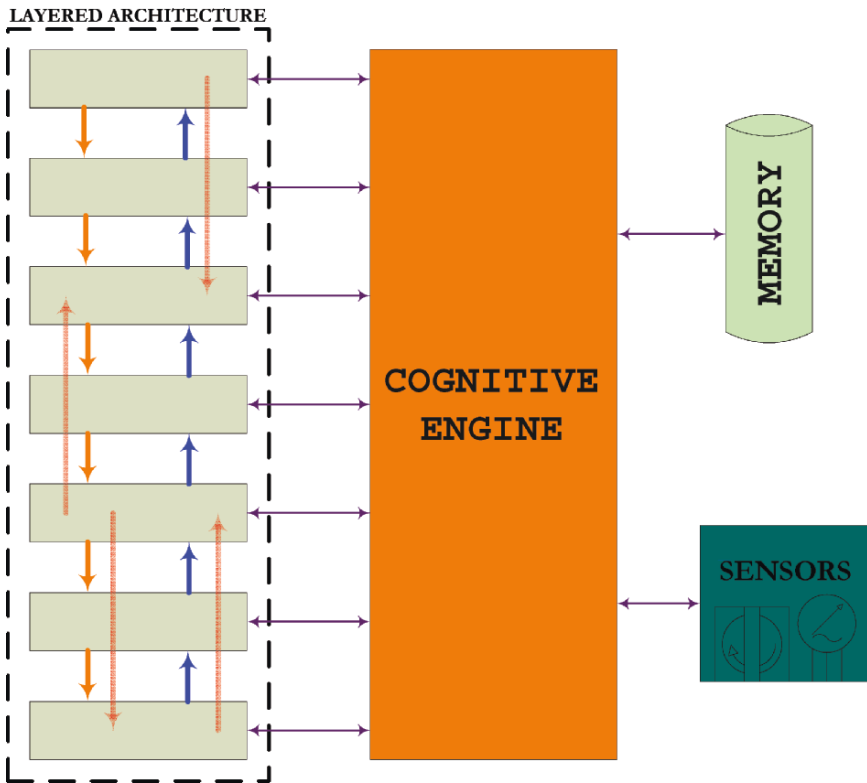 LAYERED ARCHITECTURE
COGNITIVE
ENGINE
MEMORY
SENSORS